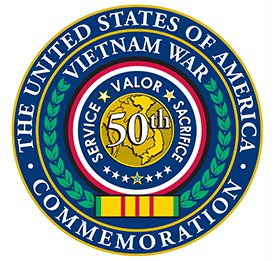 THE UNITED STATES OF AMERICA
VIETNAM WAR
SERVICE ★ VALOR ★ SACRIFICE
50th
COMMEMORATION